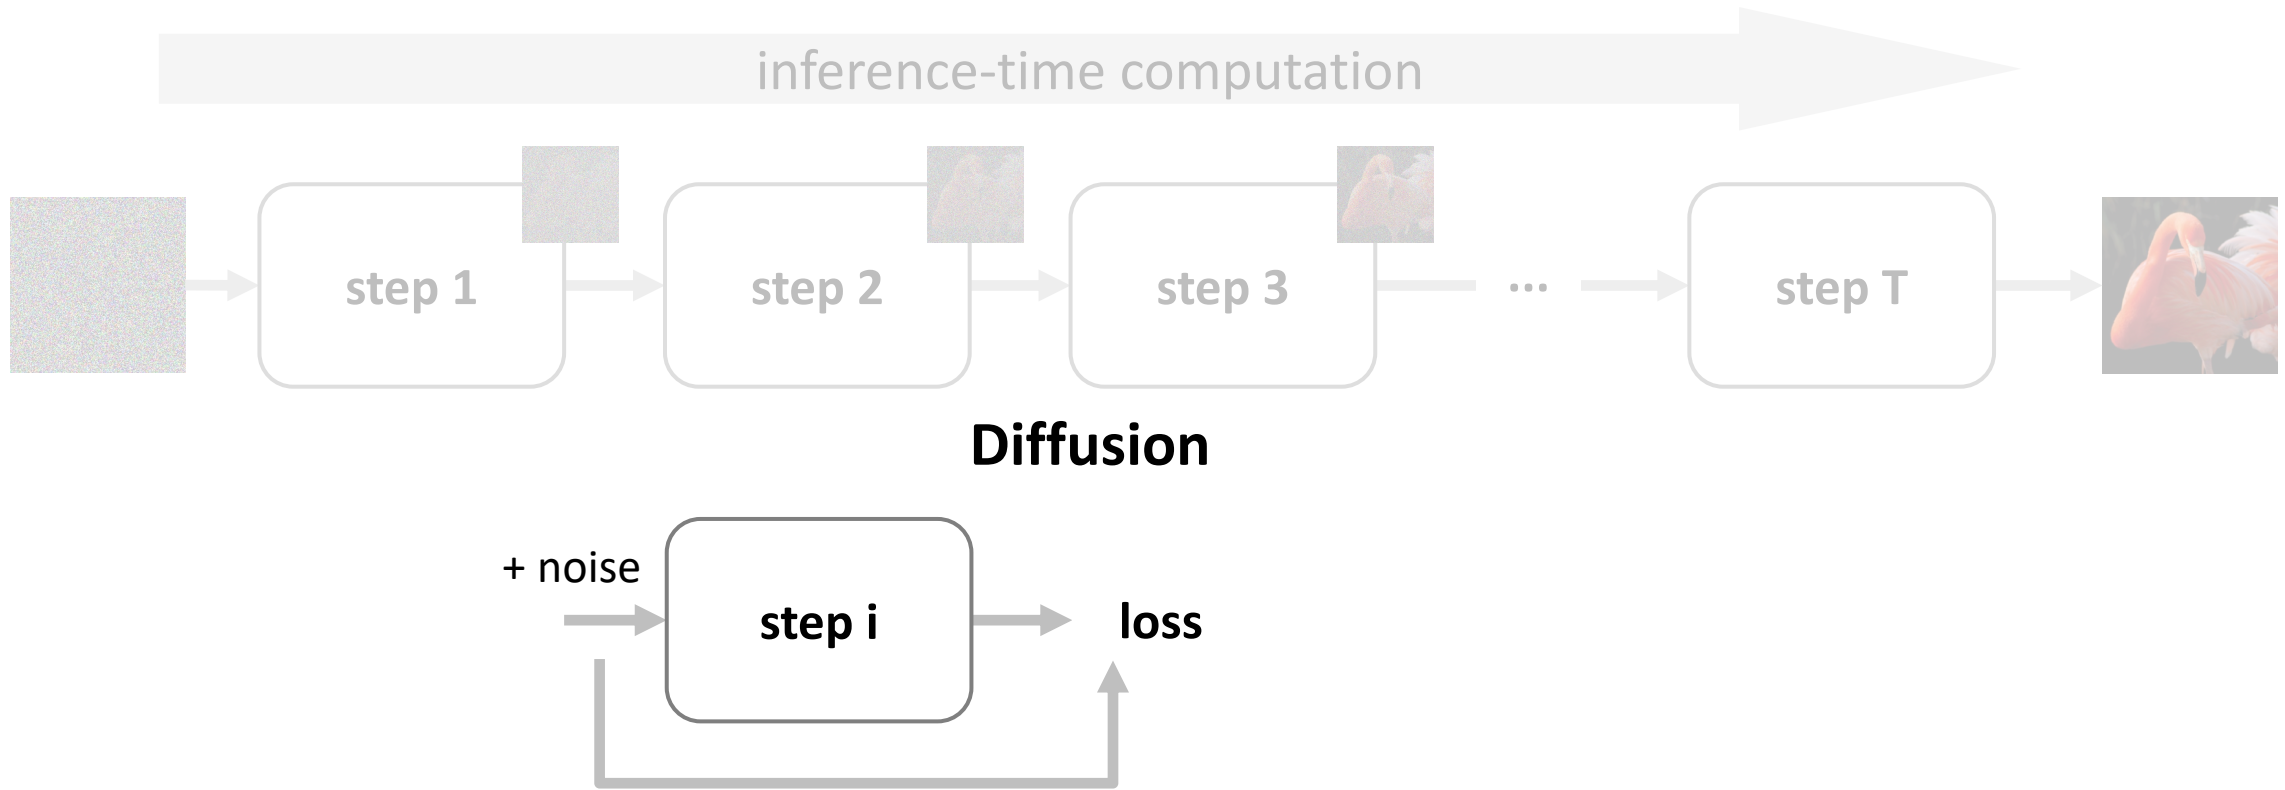 inference-time computation
step 1
step 2
step 3
...
step T
Diffusion
+ noise
step i
loss